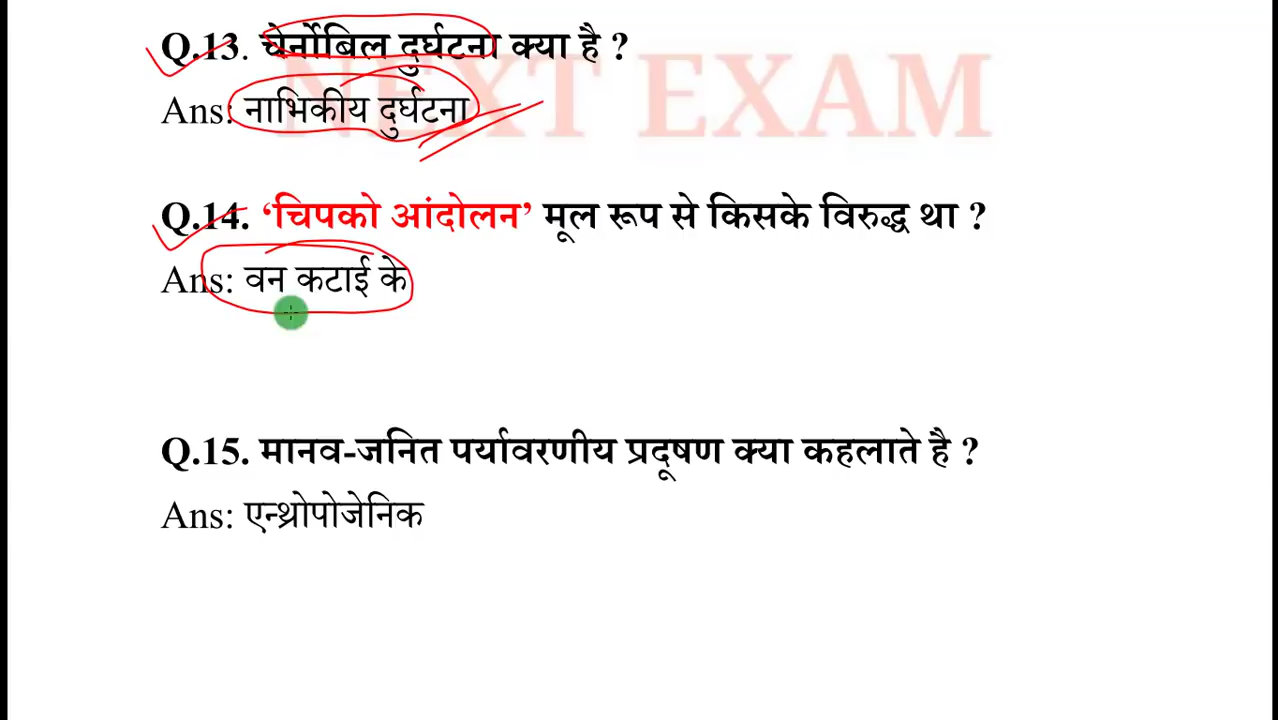 Q.13. चेर्नोबिल दुर्घटना क्या है ?
Ans: नाभिकीय दुर्घटना
NEXT EXAM
Q.14. ‘चिपको आंदोलन’ मूल रूप से किसके विरुद्ध था ?
Ans: वन कटाई के
Q.15. मानव-जनित पर्यावरणीय प्रदूषण क्या कहलाते है ?
Ans: एन्थ्रोपोजेनिक